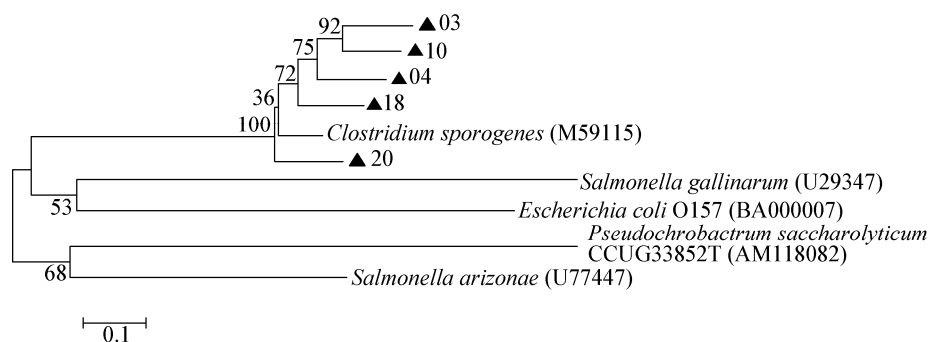 92
▲03
75
▲10
72
▲04
36
▲18
100
Clostridium sporogenes (M59115)
▲20
Salmonella gallinarum (U29347)
53
Escherichia coli O157 (BA000007)
Pseudochrobactrum saccharolyticum
CCUG33852T (AM118082)
68
Salmonella arizonae (U77447)
0.1